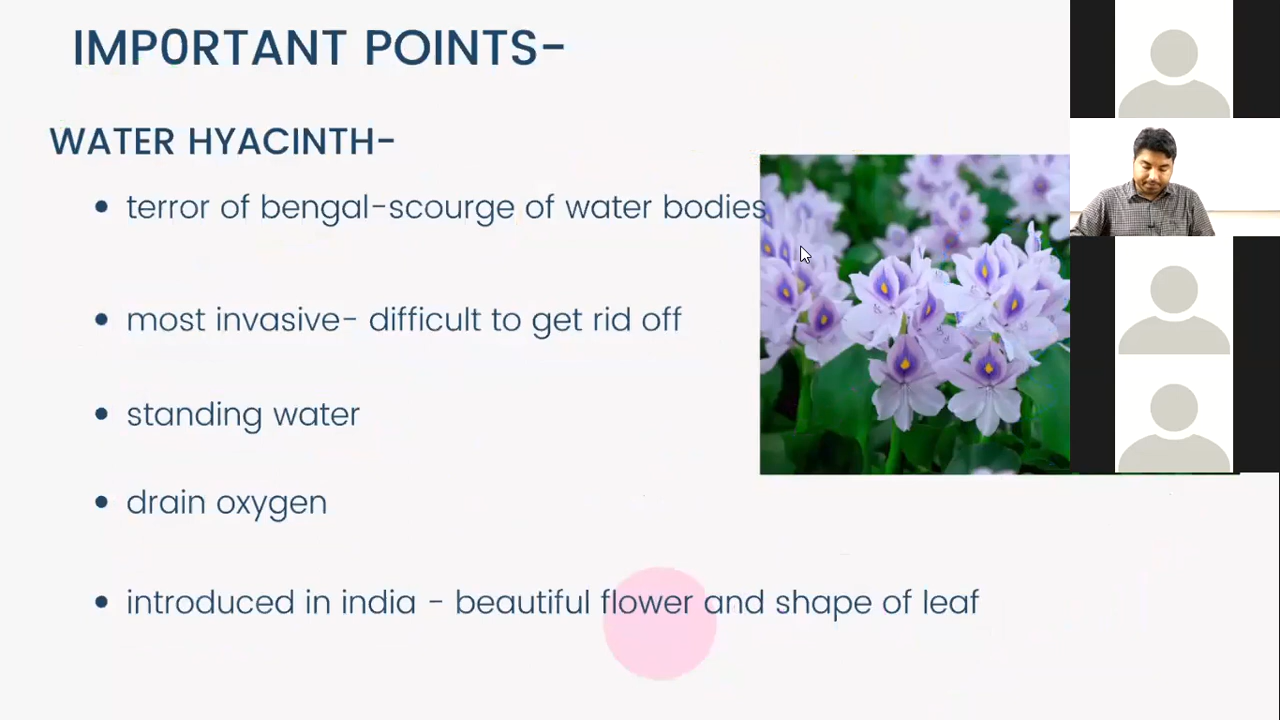 IMP0RTANT POINTS-
WATER HYACINTH-
• terror of bengal-scourge of water bodies
• most invasive- difficult to get rid off
• standing water
• drain oxygen
• introduced in india - beautiful flower and shape of leaf